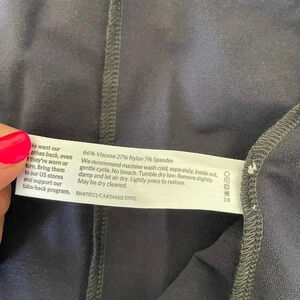 We want our
clothes back, even
if they're worn or
torn. Bring them
to our US stores
and support our
take-back program.
66% Viscose 27% Nylon 7% Spandex
We recommend machine wash cold, separately, inside out,
gentle cycle. No bleach. Tumble dry low. Remove slightly
damp and let air dry. Lightly press to restore.
May be dry cleaned.